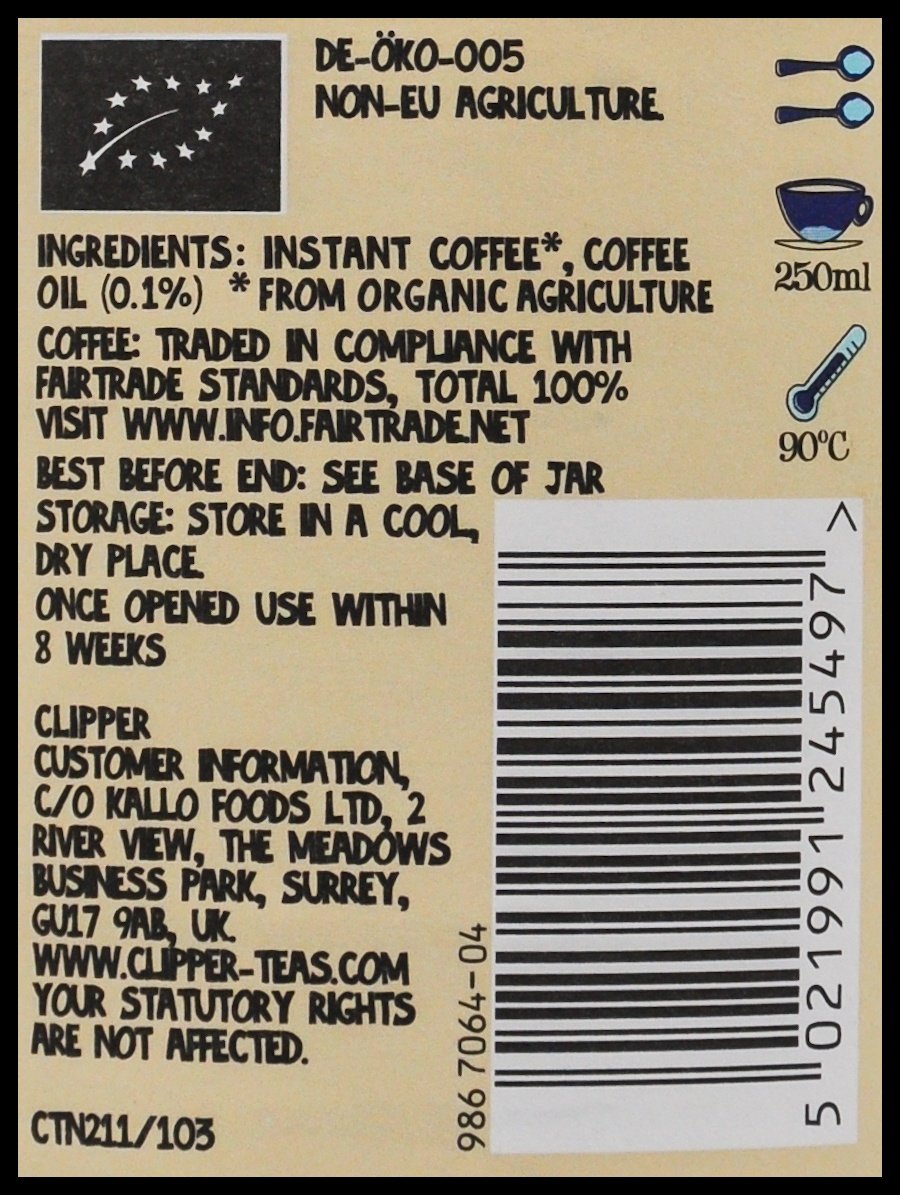 DE-ÖKO-005
NON-EU AGRICULTURE
INGREDIENTS: INSTANT COFFEE*, COFFEE
OIL (0.1%) *FROM ORGANIC AGRICULTURE
COFFEE: TRADED IN COMPLIANCE WITH
FAIRTRADE STANDARDS, TOTAL 100%
VISIT WWW.INFO.FAIRTRADE.NET
BEST BEFORE END: SEE BASE OF JAR
STORAGE: STORE IN A COOL,
DRY PLACE.
ONCE OPENED USE WITHIN
8 WEEKS
CLIPPER
CUSTOMER INFORMATION,
C/O KALLO FOODS LTD, 2
RIVER VIEW, THE MEADOWS
BUSINESS PARK, SURREY,
GU17 9AB, UK.
WWW.CLIPPER-TEAS.COM
YOUR STATUTORY RIGHTS
ARE NOT AFFECTED.
CTN211/103
250ml
90°C
986 7064-04
5 021991 245497 >